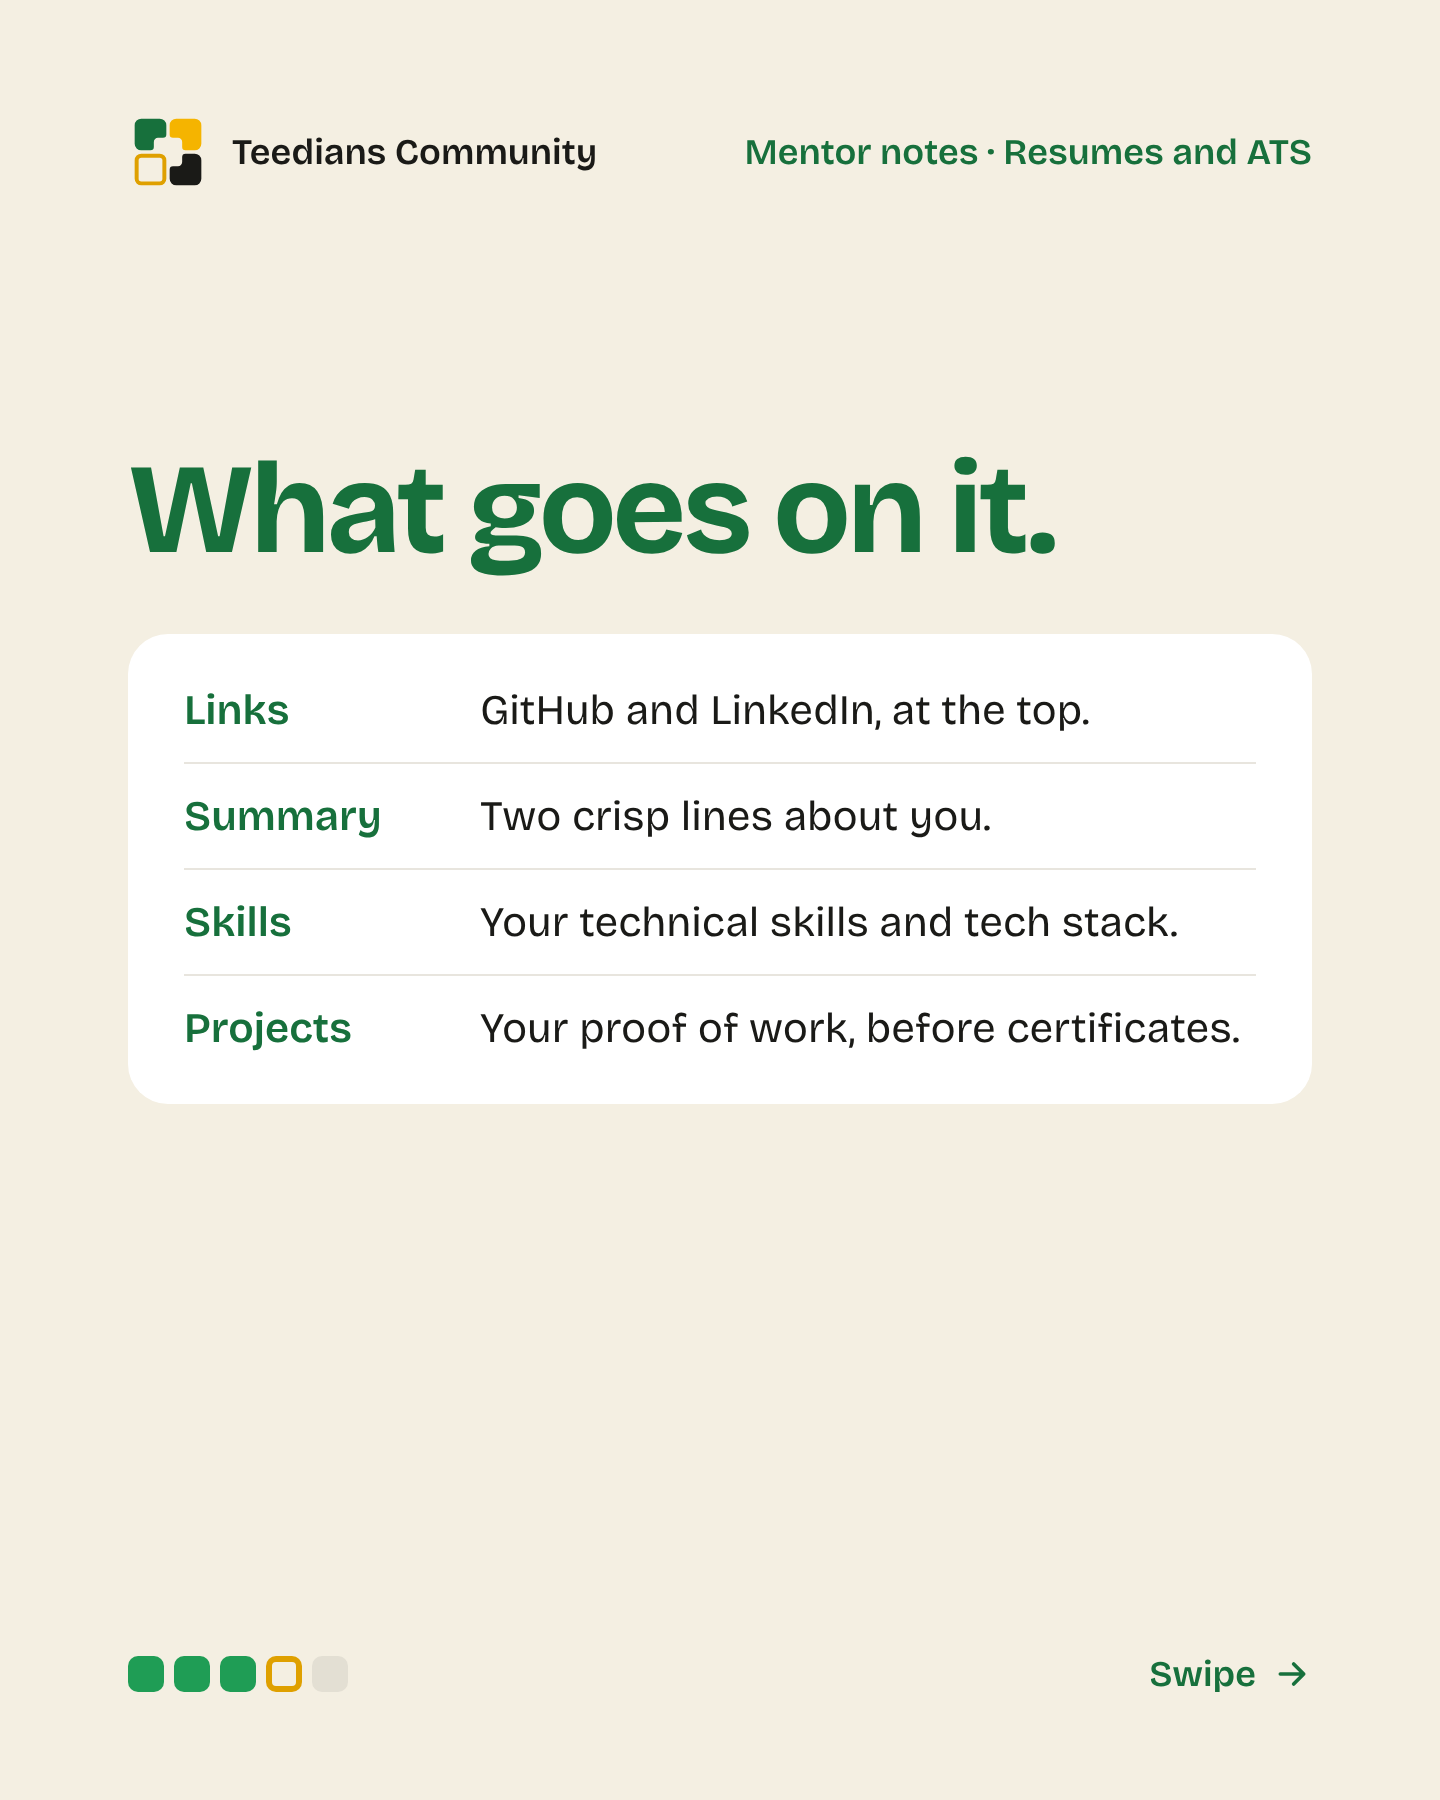 Teedians Community
Mentor notes · Resumes and ATS
What goes on it.
Links GitHub and LinkedIn, at the top.
Summary Two crisp lines about you.
Skills Your technical skills and tech stack.
Projects Your proof of work, before certificates.
Swipe →